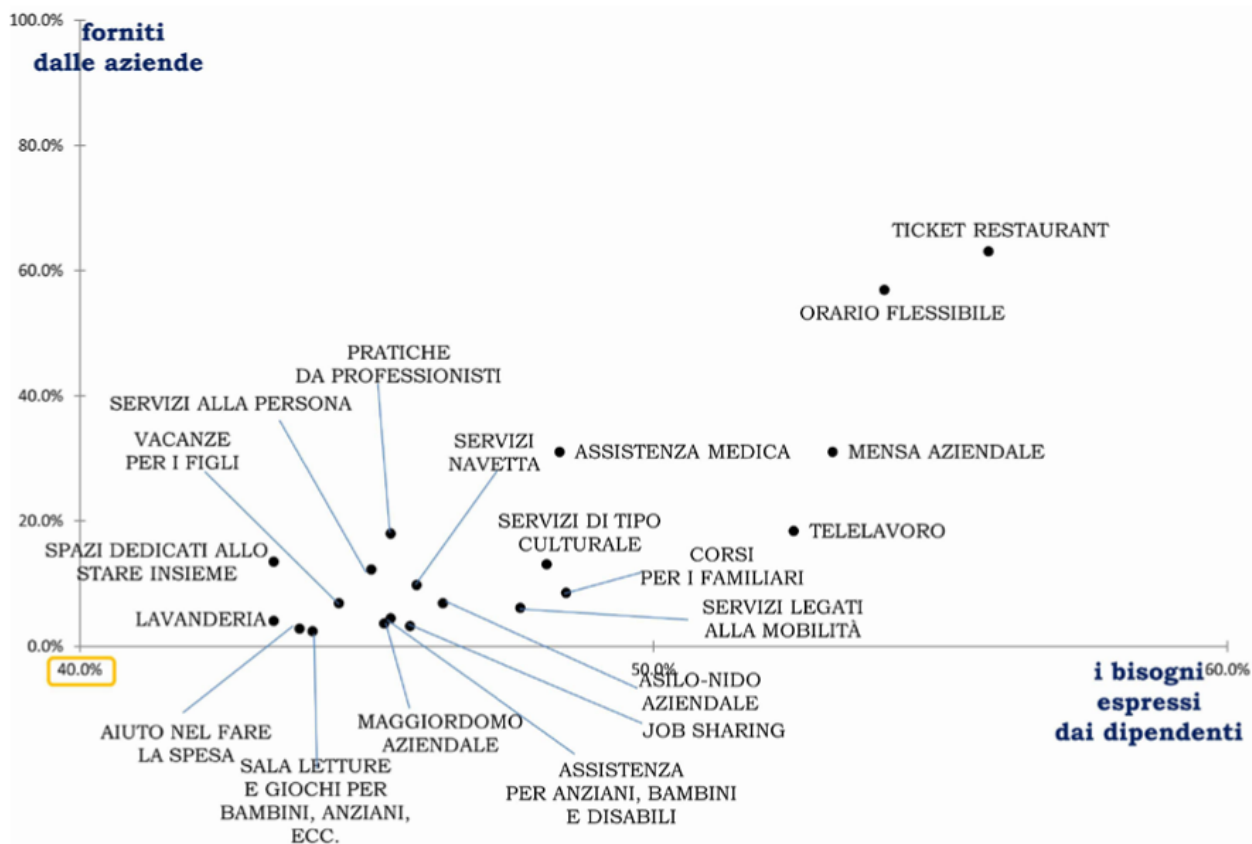 100.0%
forniti
dalle aziende
80.0%
TICKET RESTAURANT
60.0%
ORARIO FLESSIBILE
PRATICHE
DA PROFESSIONISTI
40.0%
SERVIZI ALLA PERSONA
VACANZE
PER I FIGLI
SERVIZI
NAVETTA
ASSISTENZA MEDICA
MENSA AZIENDALE
20.0%
SERVIZI DI TIPO
CULTURALE
TELELAVORO
SPAZI DEDICATI ALLO
STARE INSIEME
CORSI
PER I FAMILIARI
LAVANDERIA
SERVIZI LEGATI
ALLA MOBILITÀ
0.0%
40.0%
50.0%
60.0%
i bisogni
espressi
dai dipendenti
ASILO-NIDO
AZIENDALE
JOB SHARING
MAGGIORDOMO
AZIENDALE
AIUTO NEL FARE
LA SPESA
SALA LETTURE
E GIOCHI PER
BAMBINI, ANZIANI,
ECC.
ASSISTENZA
PER ANZIANI, BAMBINI
E DISABILI